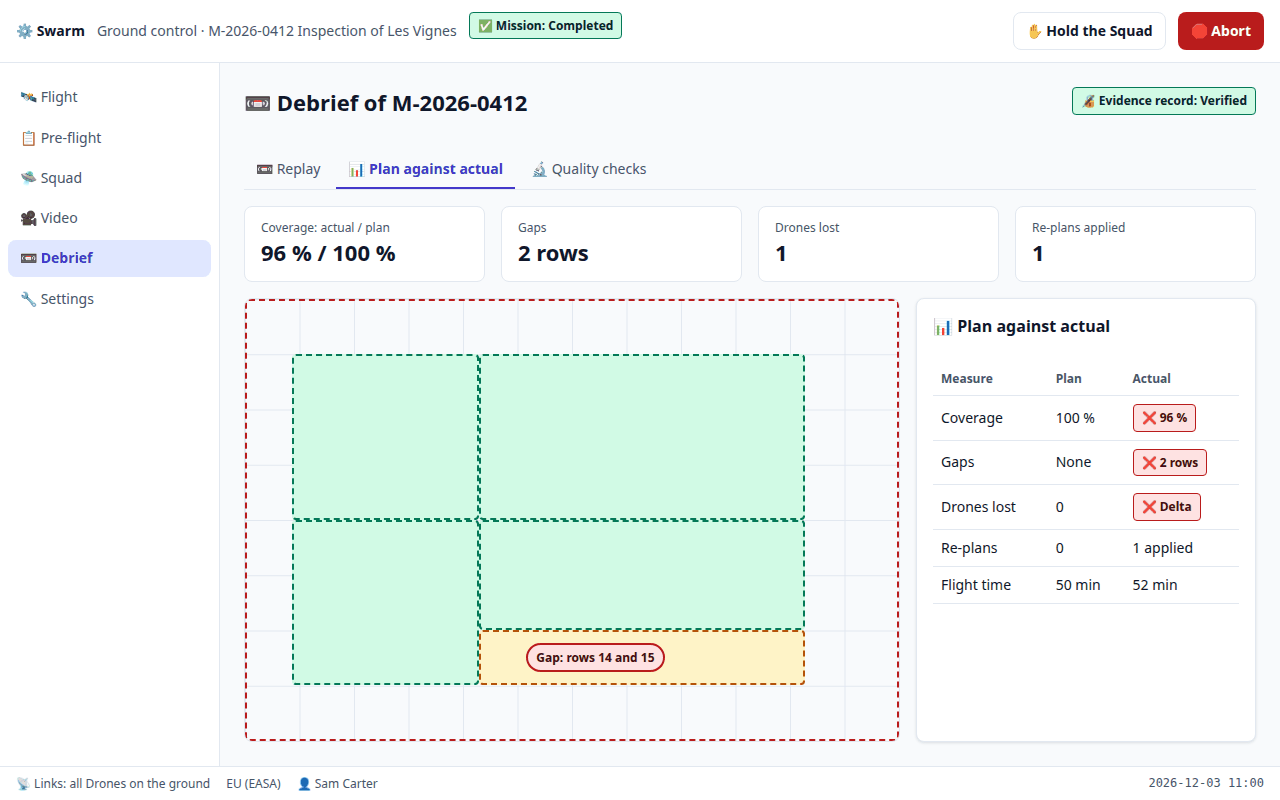 Swarm Ground control · M-2026-0412 Inspection of Les Vignes Mission: Completed Hold the Squad Abort
Flight
Pre-flight
Squad
Video
Debrief
Settings
Debrief of M-2026-0412
Evidence record: Verified
Replay Plan against actual Quality checks
Coverage: actual / plan
96 % / 100 %
Gaps
2 rows
Drones lost
1
Re-plans applied
1
Gap: rows 14 and 15
Plan against actual
Measure Plan Actual
Coverage 100 % 96 %
Gaps None 2 rows
Drones lost 0 Delta
Re-plans 0 1 applied
Flight time 50 min 52 min
Links: all Drones on the ground EU (EASA) Sam Carter 2026-12-03 11:00